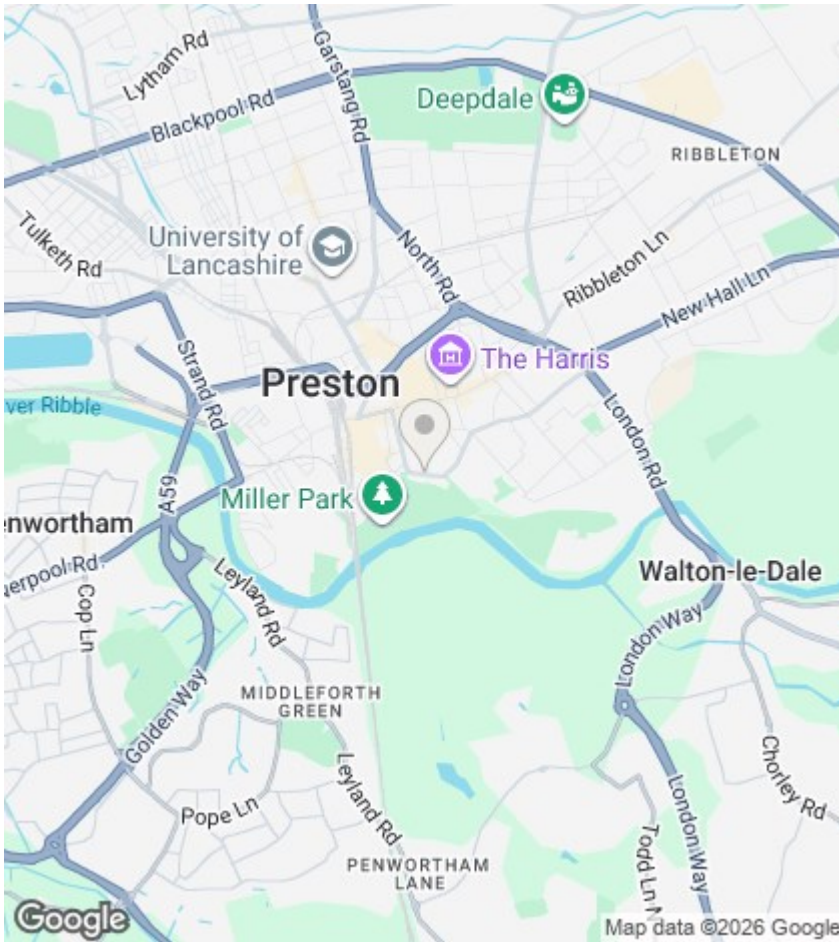 Lytham Rd
Garstang Rd
Blackpool Rd
Deepdale
RIBBLETON
Tulketh Rd
University of
Lancashire
North Rd
Ribbleton Ln
New Hall Ln
Strand Rd
The Harris
Preston
ver Ribble
London Rd
A59
Miller Park
enwortham
erpool Rd
Leyland Rd
Walton-le-Dale
Cop Ln
London Way
MIDDLEFORTH
GREEN
Golden Way
Leyland Rd
Chorley Rd
London Way
Pope Ln
Todd Ln N
PENWORTHAM
LANE
Google
Map data ©2026 Google